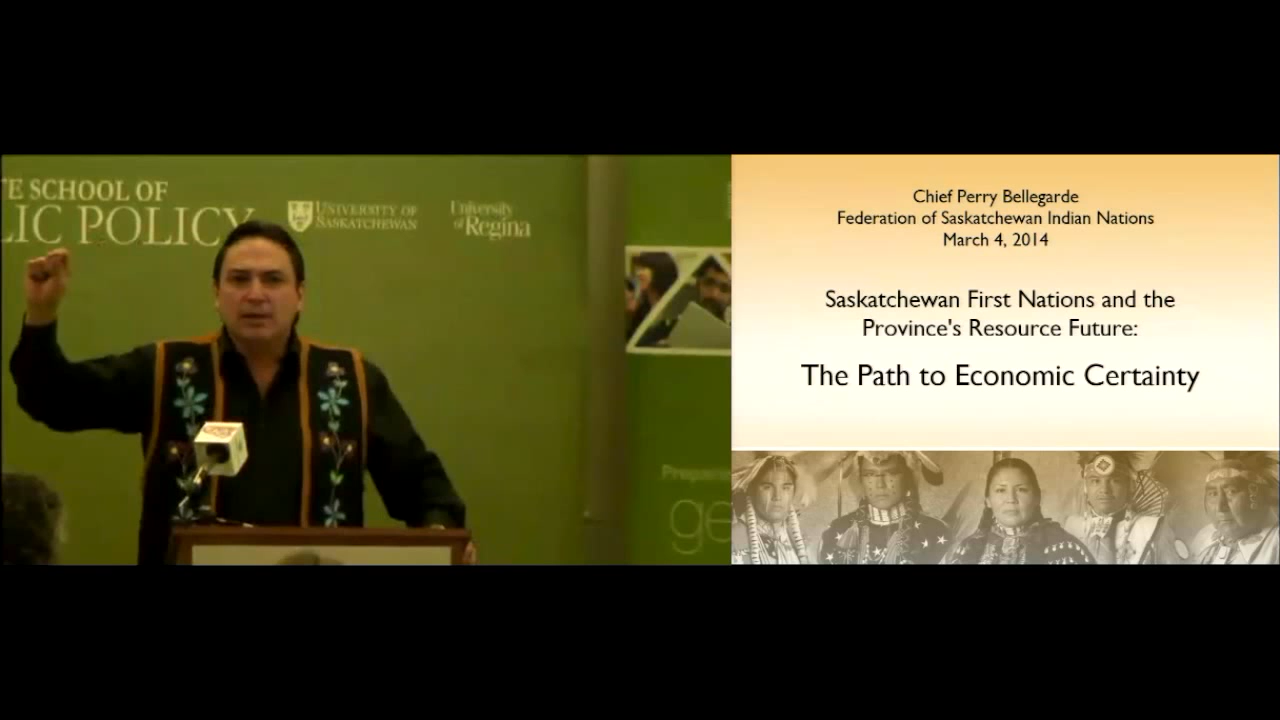 TE SCHOOL OF
LIC POLICY
UNIVERSITY OF
SASKATCHEWAN
University
of Regina
Chief Perry Bellegarde
Federation of Saskatchewan Indian Nations
March 4, 2014
Saskatchewan First Nations and the
Province's Resource Future:
The Path to Economic Certainty